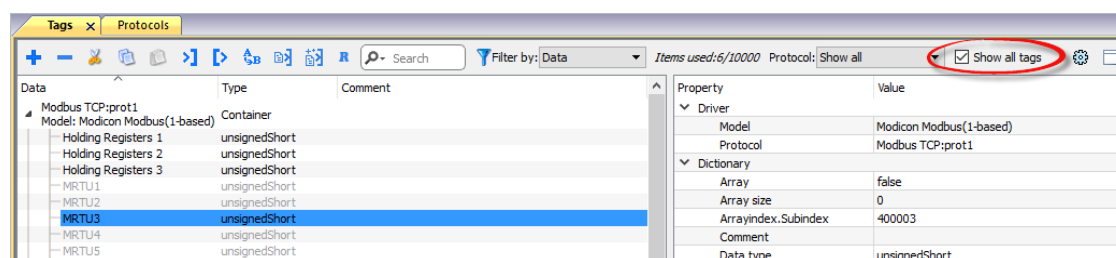 Tags x Protocols
R Search Filter by: Data Items used:6/10000 Protocol: Show all Show all tags
Data Type Comment
Modbus TCP:prot1
Model: Modicon Modbus(1-based) Container
Holding Registers 1 unsignedShort
Holding Registers 2 unsignedShort
Holding Registers 3 unsignedShort
MRTU1 unsignedShort
MRTU2 unsignedShort
MRTU3 unsignedShort
MRTU4 unsignedShort
MRTU5 unsignedShort
Property Value
Driver
Model Modicon Modbus(1-based)
Protocol Modbus TCP:prot1
Dictionary
Array false
Array size 0
Arrayindex.Subindex 400003
Comment
Data type unsignedShort